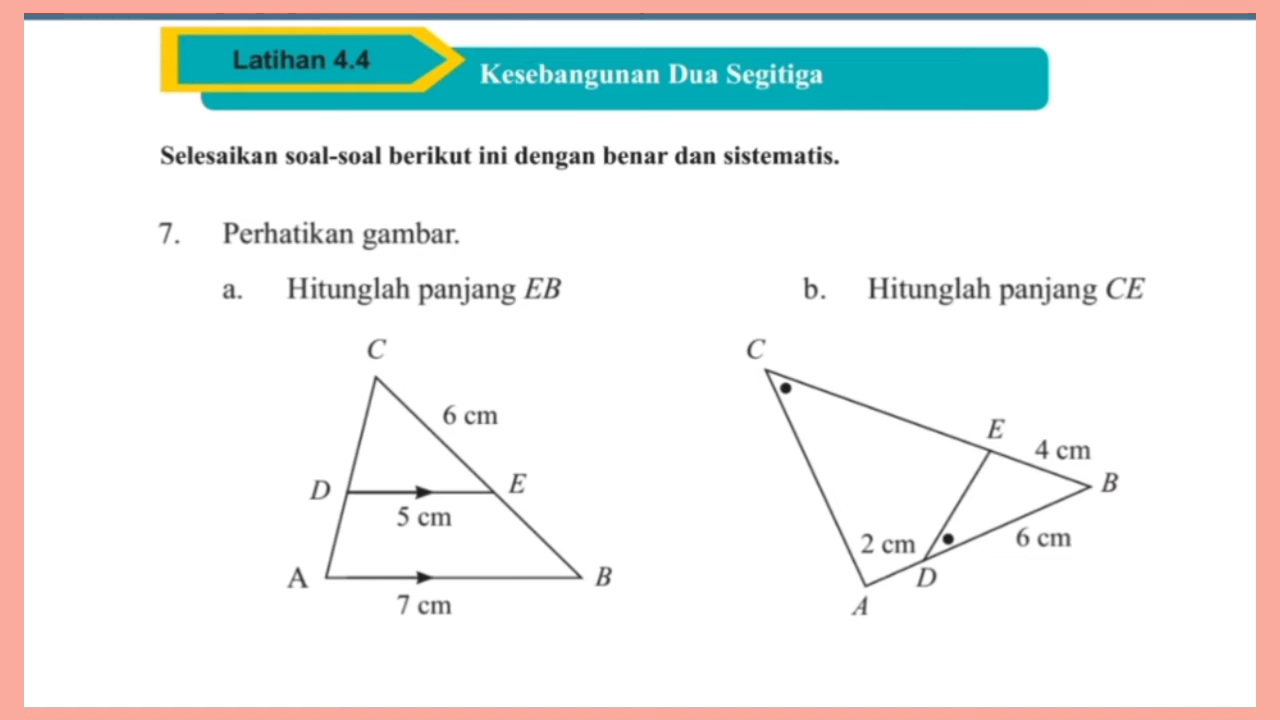 Latihan 4.4
Kesebangunan Dua Segitiga
Selesaikan soal-soal berikut ini dengan benar dan sistematis.
7. Perhatikan gambar.
a. Hitunglah panjang EB
b. Hitunglah panjang CE
C
6 cm
D
E
5 cm
A
B
7 cm
C
E
4 cm
B
2 cm
6 cm
D
A